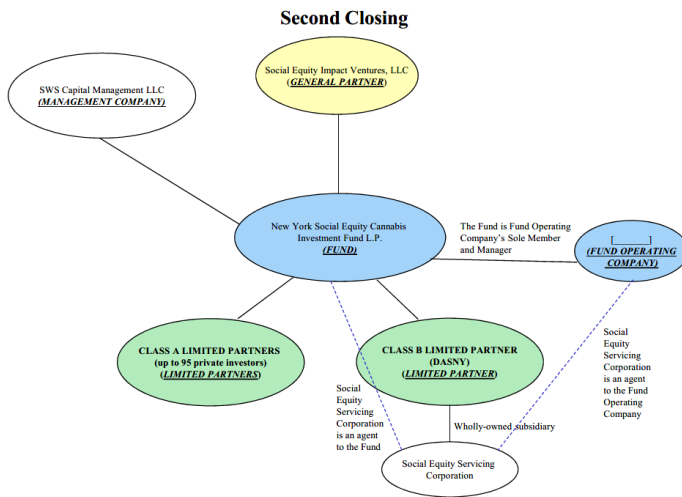 Second Closing
Social Equity Impact Ventures, LLC
(GENERAL PARTNER)
SWS Capital Management LLC
(MANAGEMENT COMPANY)
New York Social Equity Cannabis
Investment Fund L.P.
(FUND)
The Fund is Fund Operating
Company's Sole Member
and Manager
[_______]
(FUND OPERATING
COMPANY)
CLASS A LIMITED PARTNERS
(up to 95 private investors)
(LIMITED PARTNERS)
CLASS B LIMITED PARTNER
(DASNY)
(LIMITED PARTNER)
Social
Equity
Servicing
Corporation
is an agent
to the Fund
Operating
Company
Social
Equity
Servicing
Corporation
is an agent
to the Fund
Wholly-owned subsidiary
Social Equity Servicing
Corporation